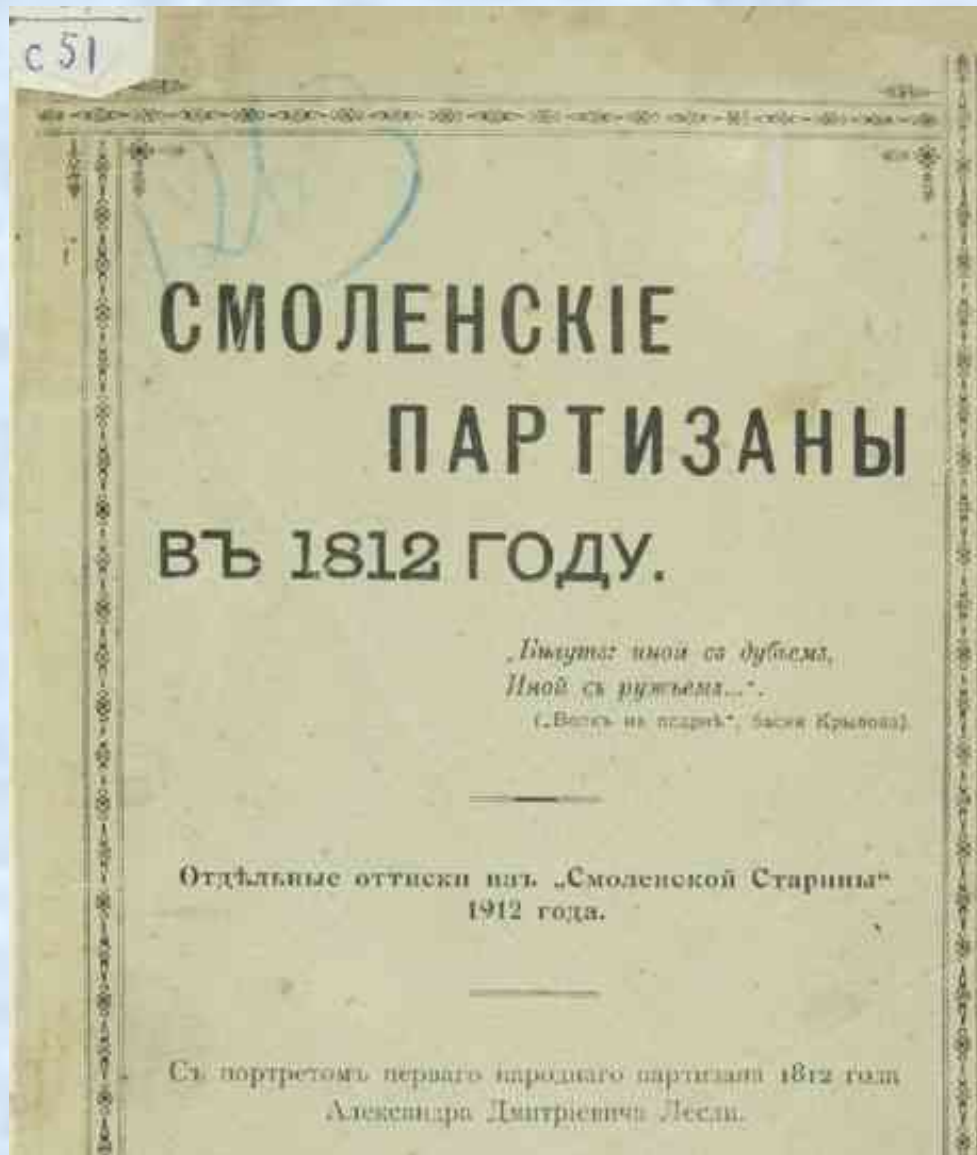 с 51
СМОЛЕНСКІЕ
ПАРТИЗАНЫ
ВЪ 1812 ГОДУ.
„Бѣгутъ: иной съ дубьемъ,
Иной съ ружьемъ...“.
(„Волкъ на псарнѣ“, басня Крылова).
Отдѣльные оттиски изъ „Смоленской Старины“
1912 года.
Съ портретомъ перваго народнаго партизана 1812 года
Александра Дмитріевича Лесли.